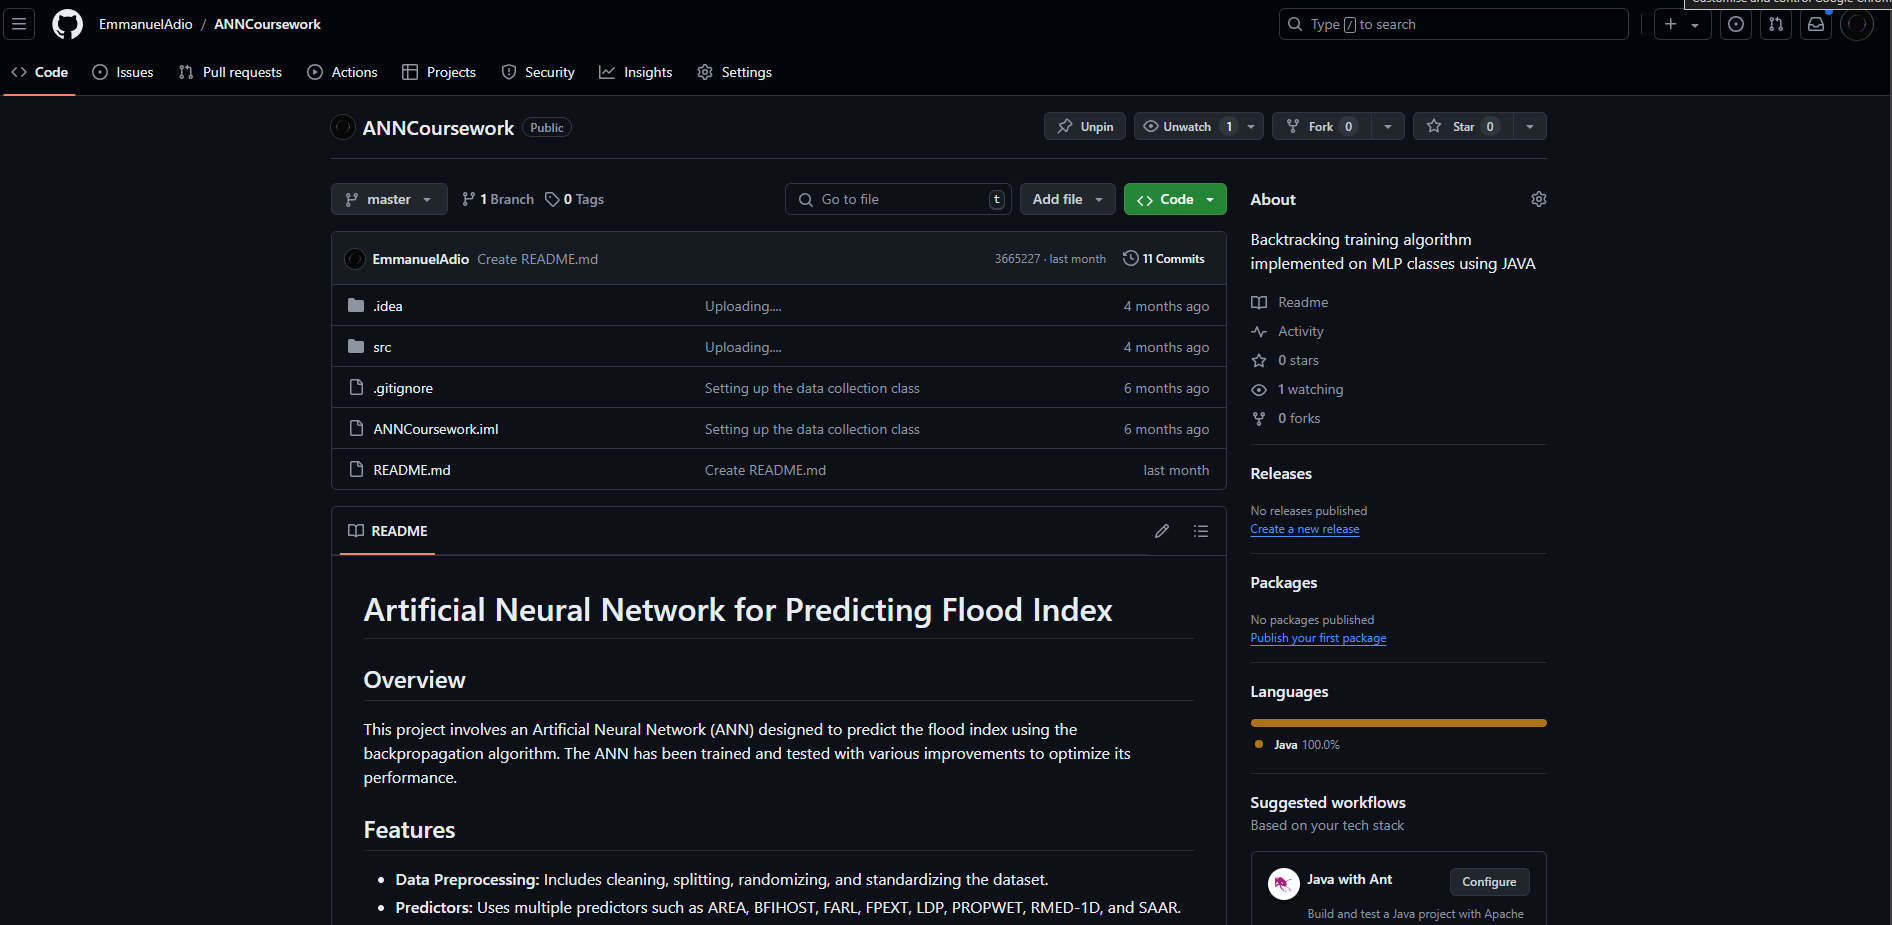 Customise and control Google Chrom
EmmanuelAdio / ANNCoursework
Type / to search
Code
Issues
Pull requests
Actions
Projects
Security
Insights
Settings
ANNCoursework Public
Unpin
Unwatch 1
Fork 0
Star 0
master
1 Branch
0 Tags
Go to file t
Add file
Code
EmmanuelAdio Create README.md 3665227 · last month 11 Commits
.idea Uploading.... 4 months ago
src Uploading.... 4 months ago
.gitignore Setting up the data collection class 6 months ago
ANNCoursework.iml Setting up the data collection class 6 months ago
README.md Create README.md last month
README
Artificial Neural Network for Predicting Flood Index
Overview
This project involves an Artificial Neural Network (ANN) designed to predict the flood index using the
backpropagation algorithm. The ANN has been trained and tested with various improvements to optimize its
performance.
Features
• Data Preprocessing: Includes cleaning, splitting, randomizing, and standardizing the dataset.
• Predictors: Uses multiple predictors such as AREA, BFIHOST, FARL, FPEXT, LDP, PROPWET, RMED-1D, and SAAR.
About
Backtracking training algorithm
implemented on MLP classes using JAVA
Readme
Activity
0 stars
1 watching
0 forks
Releases
No releases published
Create a new release
Packages
No packages published
Publish your first package
Languages
Java 100.0%
Suggested workflows
Based on your tech stack
Java with Ant
Configure
Build and test a Java project with Apache